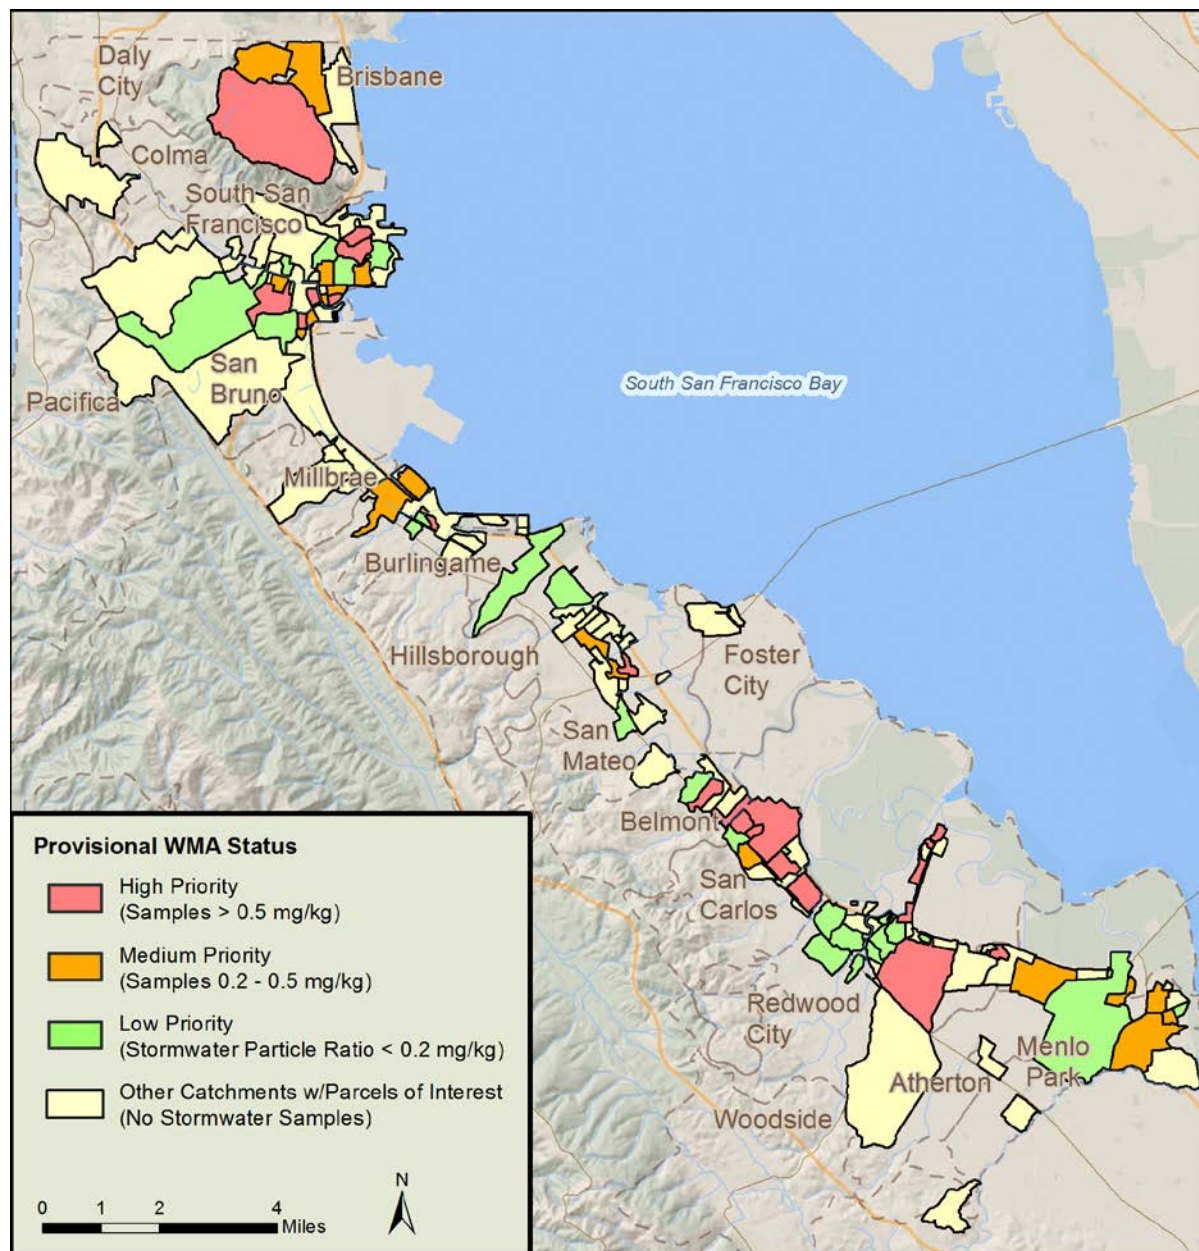 Daly
City
Brisbane
Colma
South San
Francisco
San
Bruno
Pacifica
South San Francisco Bay
Millbrae
Burlingame
Hillsborough
Foster
City
San
Mateo
Belmont
San
Carlos
Redwood
City
Menlo
Park
Atherton
Woodside
Provisional WMA Status
High Priority
(Samples > 0.5 mg/kg)
Medium Priority
(Samples 0.2 - 0.5 mg/kg)
Low Priority
(Stormwater Particle Ratio < 0.2 mg/kg)
Other Catchments w/Parcels of Interest
(No Stormwater Samples)
N
0 1 2 4
Miles